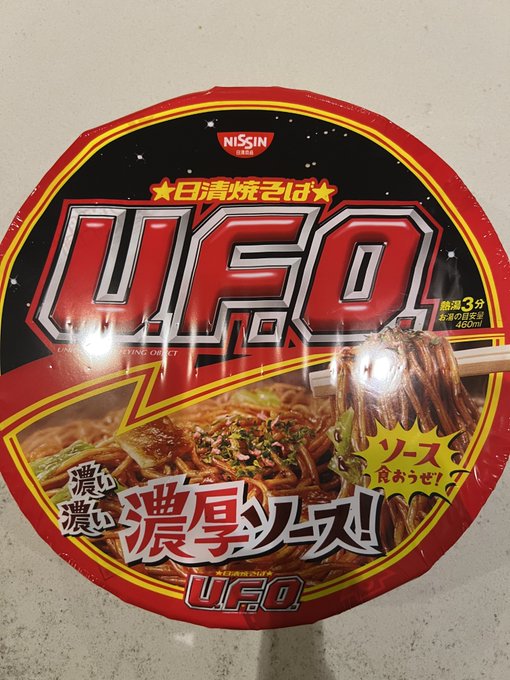 NISSIN
日清食品
★日清焼そば★
U.F.O.
熱湯3分
お湯の目安量
460ml
ソース
食おうぜ!
濃い
濃い
濃厚ソース!
★日清焼そば★
U.F.O.